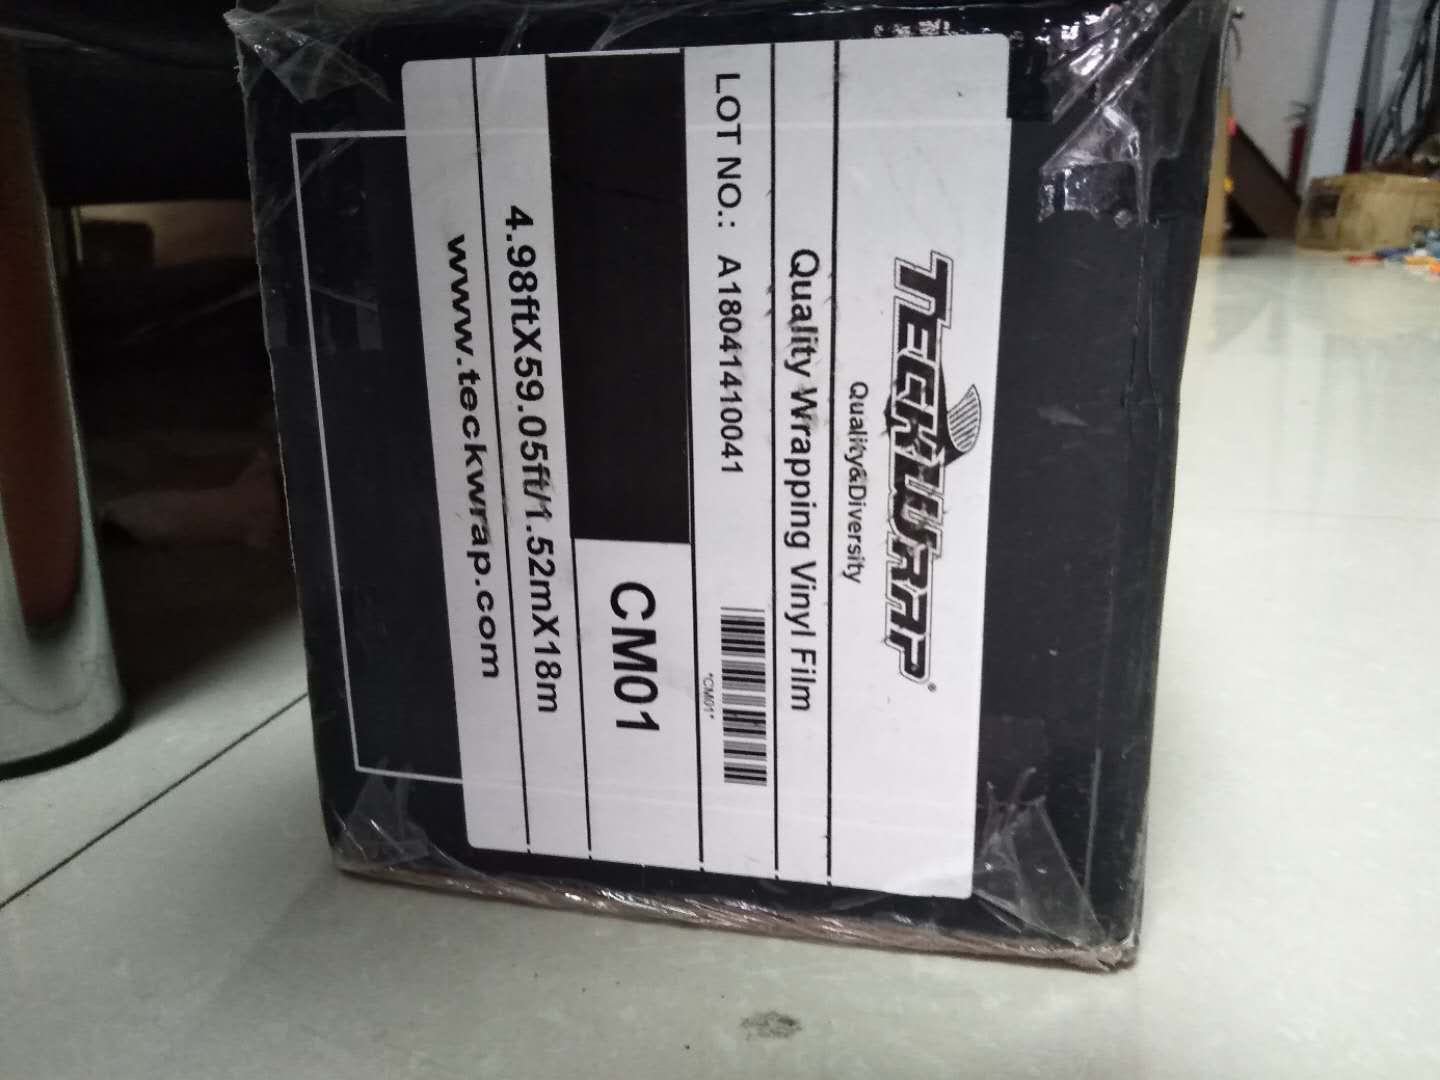 TECKWRAP®
Quality&Diversity
Quality Wrapping Vinyl Film
LOT NO.: A18041410041
*CM01*
CM01
4.98ftX59.05ft/1.52mX18m
www.teckwrap.com